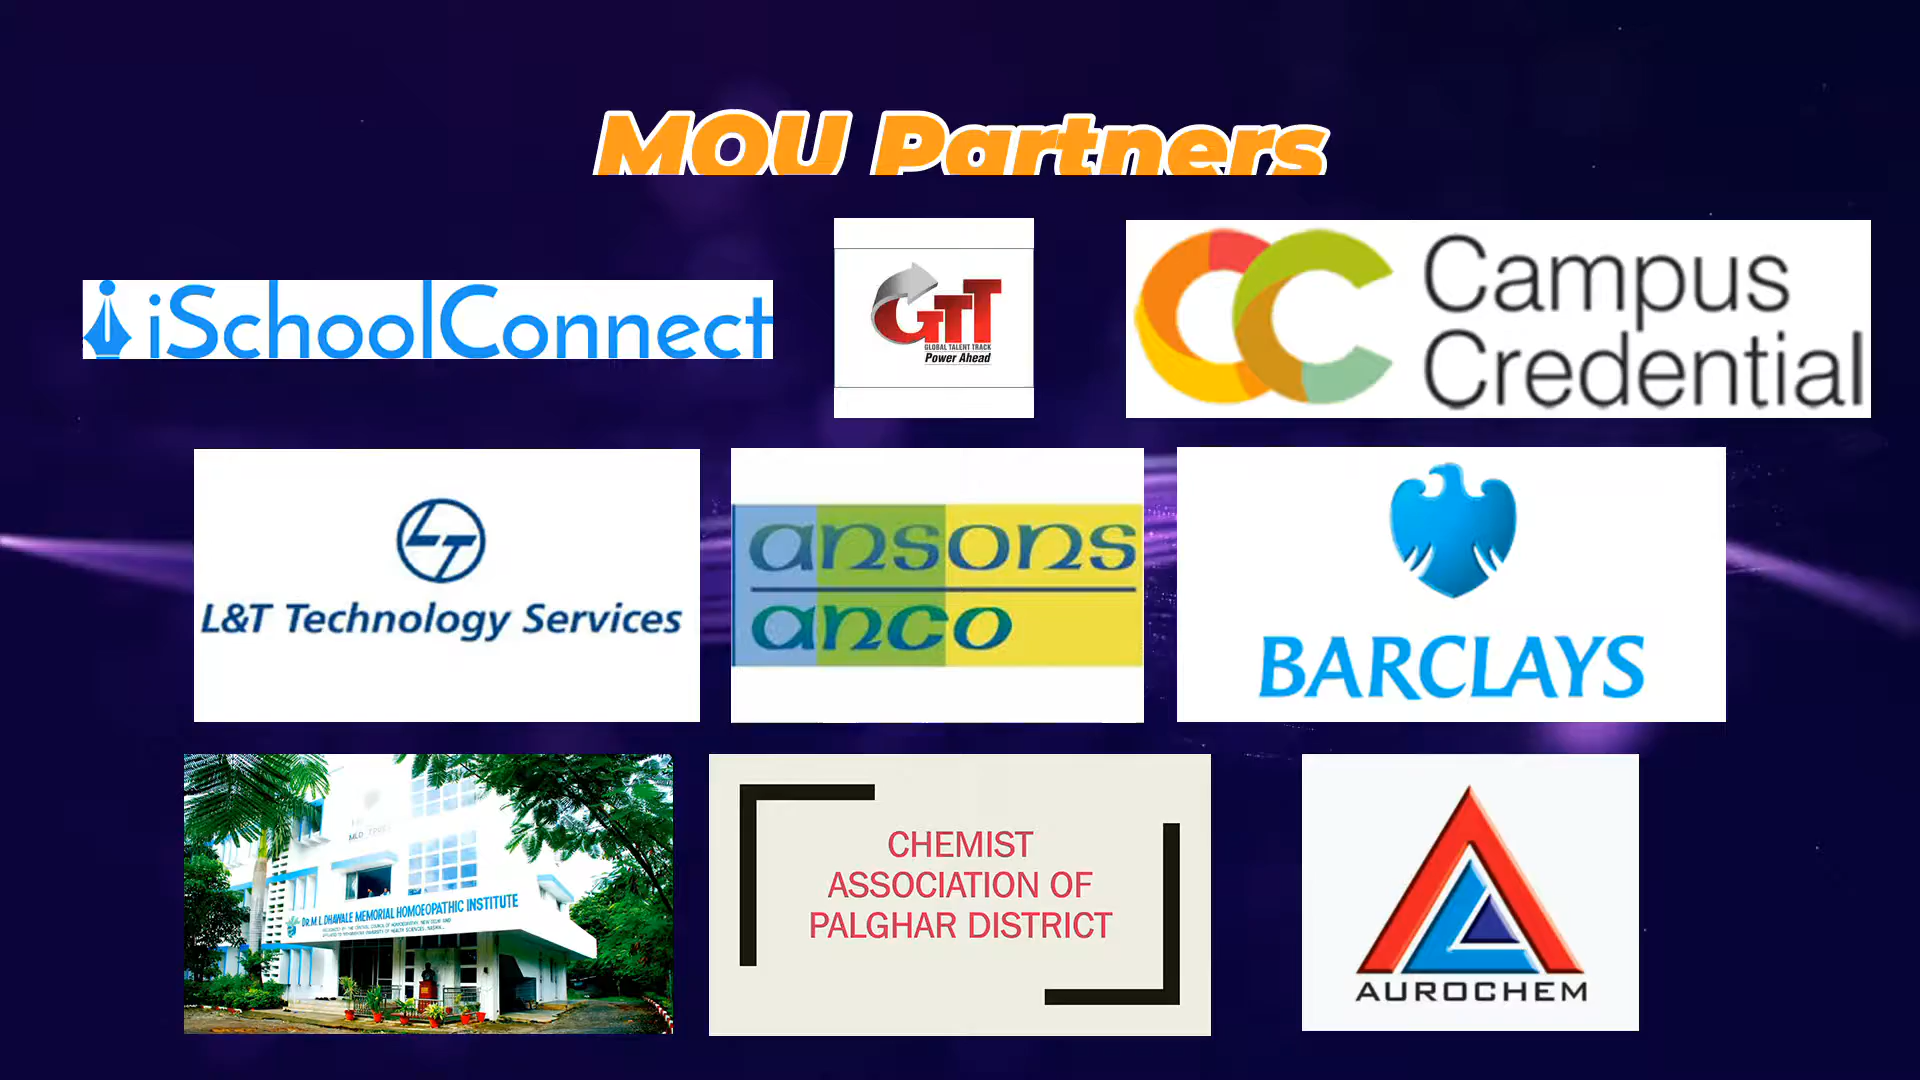 MOU Partners
iSchoolConnect
GTT
GLOBAL TALENT TRACK
Power Ahead
Campus
Credential
LT
L&T Technology Services
ansons
anco
BARCLAYS
DR. M. L. DHAWALE MEMORIAL HOMOEOPATHIC INSTITUTE
CHEMIST
ASSOCIATION OF
PALGHAR DISTRICT
AUROCHEM